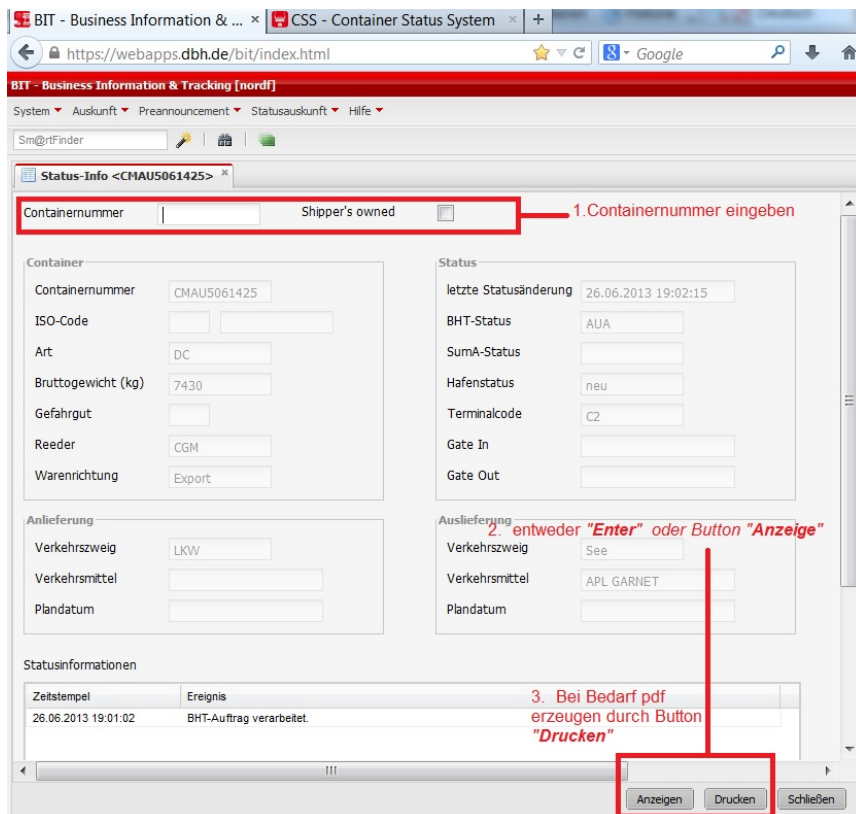 BIT - Business Information & ... × CSS - Container Status System × +
https://webapps.dbh.de/bit/index.html Google
BIT - Business Information & Tracking [nordf]
System Auskunft Preannouncement Statusauskunft Hilfe
Sm@rtFinder
Status-Info <CMAU5061425> ×
Containernummer Shipper's owned 1.Containernummer eingeben
Container
Containernummer CMAU5061425
ISO-Code
Art DC
Bruttogewicht (kg) 7430
Gefahrgut
Reeder CGM
Warenrichtung Export
Status
letzte Statusänderung 26.06.2013 19:02:15
BHT-Status AUA
SumA-Status
Hafenstatus neu
Terminalcode C2
Gate In
Gate Out
Anlieferung
Verkehrszweig LKW
Verkehrsmittel
Plandatum
Auslieferung
2. entweder "Enter" oder Button "Anzeige"
Verkehrszweig See
Verkehrsmittel APL GARNET
Plandatum
Statusinformationen
Zeitstempel Ereignis
26.06.2013 19:01:02 BHT-Auftrag verarbeitet.
3. Bei Bedarf pdf
erzeugen durch Button
"Drucken"
Anzeigen Drucken Schließen